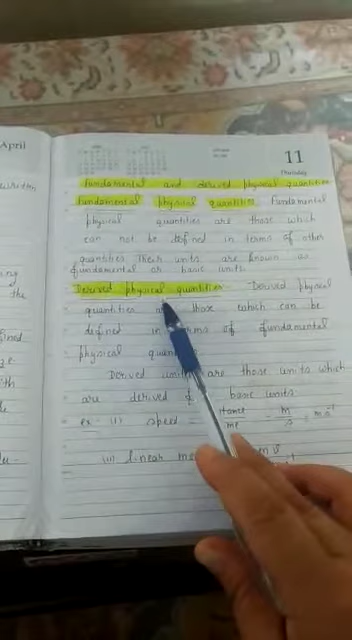 April
11
Thursday
written
Fundamental and derived physical quantities
Fundamental physical quantities Fundamental
physical quantities are those which
can not be defined in terms of other
quantities Their units are known as
fundamental or basic units.
Derived physical quantities Derived physical
quantities are those which can be
defined in terms of fundamental
physical
Derived units are those units which
are derived of basic units
ex- (i) speed = = m/s = ms⁻¹
(ii) linear